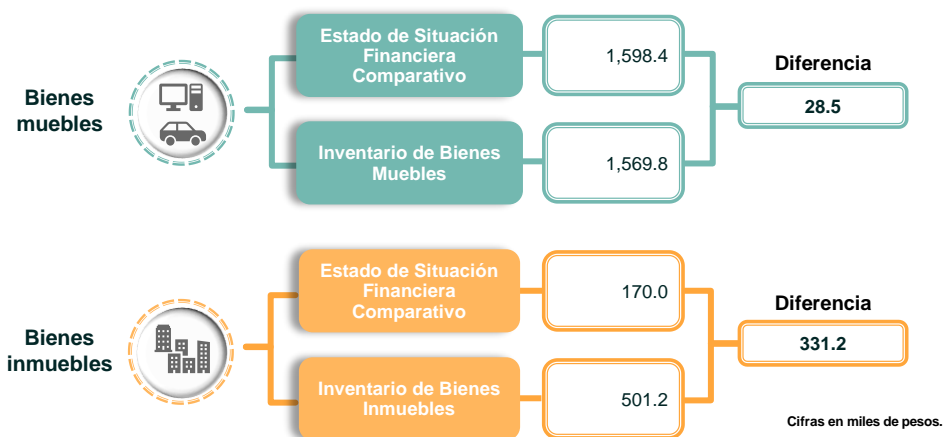 Bienes
muebles
Estado de Situación
Financiera
Comparativo
1,598.4
Inventario de Bienes
Muebles
1,569.8
Diferencia
28.5
Bienes
inmuebles
Estado de Situación
Financiera
Comparativo
170.0
Inventario de Bienes
Inmuebles
501.2
Diferencia
331.2
Cifras en miles de pesos.